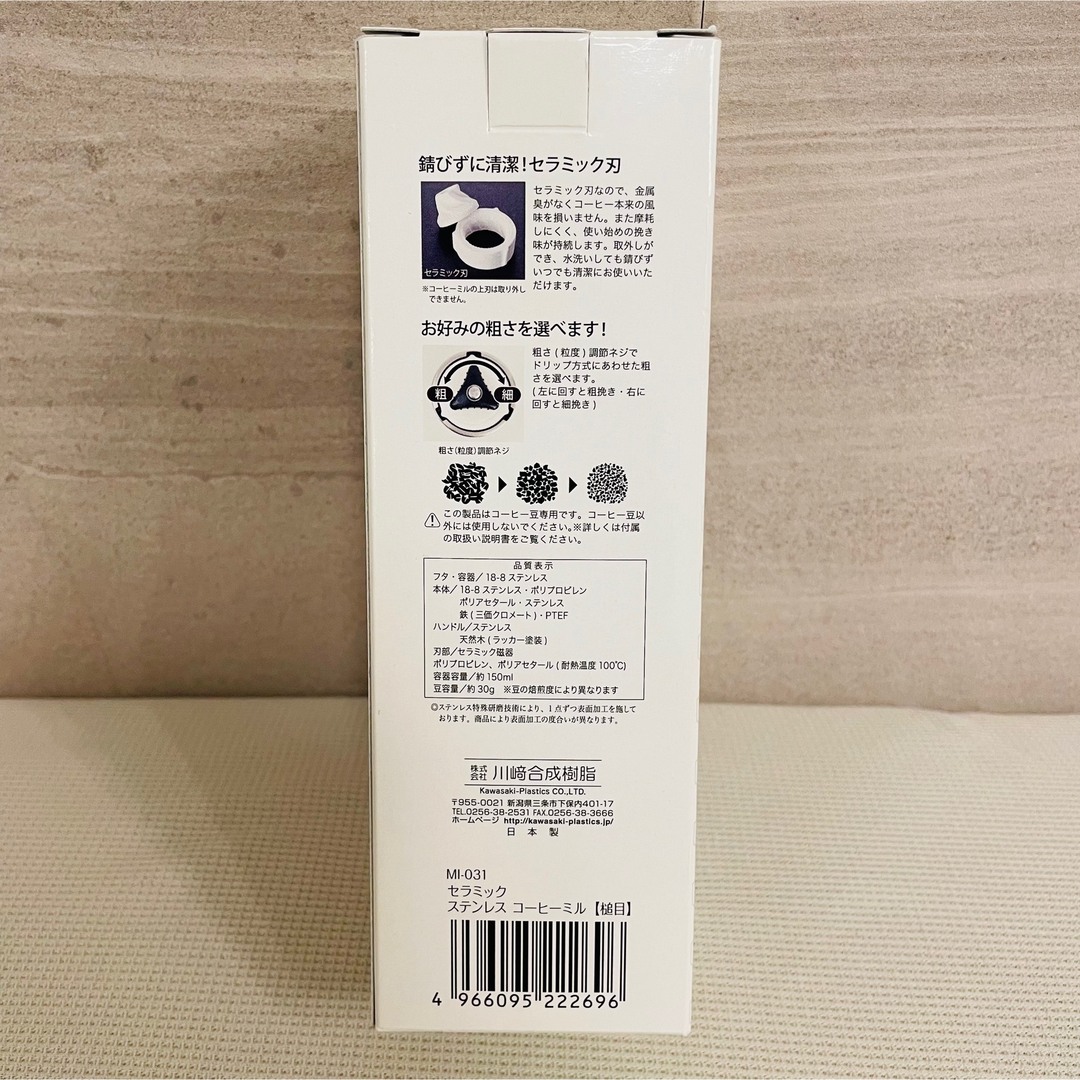 錆びずに清潔!セラミック刃
セラミック刃なので、金属
臭がなくコーヒー本来の風
味を損いません。また摩耗
しにくく、使い始めの挽き
味が持続します。取外しが
でき、水洗いしても錆びず
いつでも清潔にお使いいた
だけます。
セラミック刃
※コーヒーミルの上刃は取り外し
できません。
お好みの粗さを選べます!
粗さ(粒度)調節ネジで
ドリップ方式にあわせた粗
さを選べます。
(左に回すと粗挽き・右に
回すと細挽き)
粗
細
粗さ(粒度)調節ネジ
この製品はコーヒー豆専用です。コーヒー豆以
外には使用しないでください。※詳しくは付属
の取扱い説明書をご覧ください。
品質表示
フタ・容器/18-8ステンレス
本体/18-8ステンレス・ポリプロピレン
ポリアセタール・ステンレス
鉄(三価クロメート)・PTEF
ハンドル/ステンレス
天然木(ラッカー塗装)
刃部/セラミック磁器
ポリプロピレン、ポリアセタール(耐熱温度100℃)
容器容量/約150ml
豆容量/約30g ※豆の焙煎度により異なります
◎ステンレス特殊研磨技術により、1点ずつ表面加工を施して
おります。商品により表面加工の度合いが異なります。
株式会社 川﨑合成樹脂
Kawasaki-Plastics CO.,LTD.
〒955-0021 新潟県三条市下保内401-17
TEL.0256-38-2531 FAX.0256-38-3666
ホームページ http://kawasaki-plastics.jp/
日本製
MI-031
セラミック
ステンレス コーヒーミル【槌目】
4 966095 222696